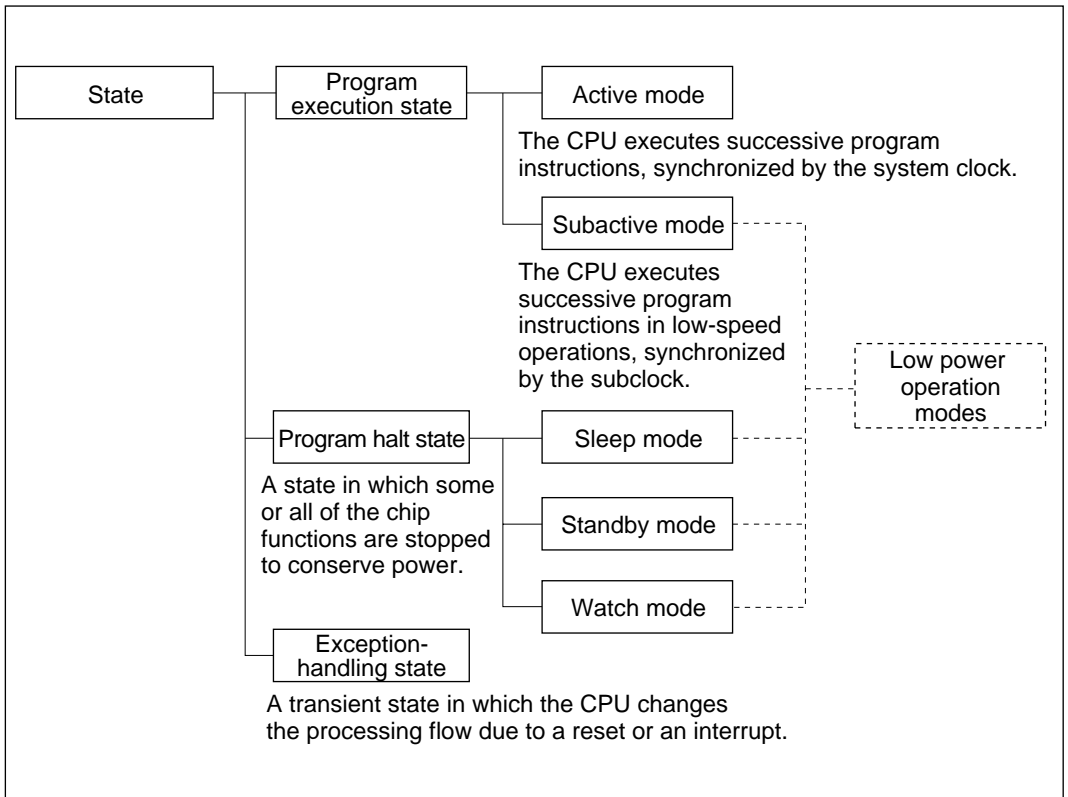 State
Program
execution state
Active mode
The CPU executes successive program
instructions, synchronized by the system clock.
Subactive mode
The CPU executes
successive program
instructions in low-speed
operations, synchronized
by the subclock.
Low power
operation
modes
Program halt state
A state in which some
or all of the chip
functions are stopped
to conserve power.
Sleep mode
Standby mode
Watch mode
Exception-
handling state
A transient state in which the CPU changes
the processing flow due to a reset or an interrupt.